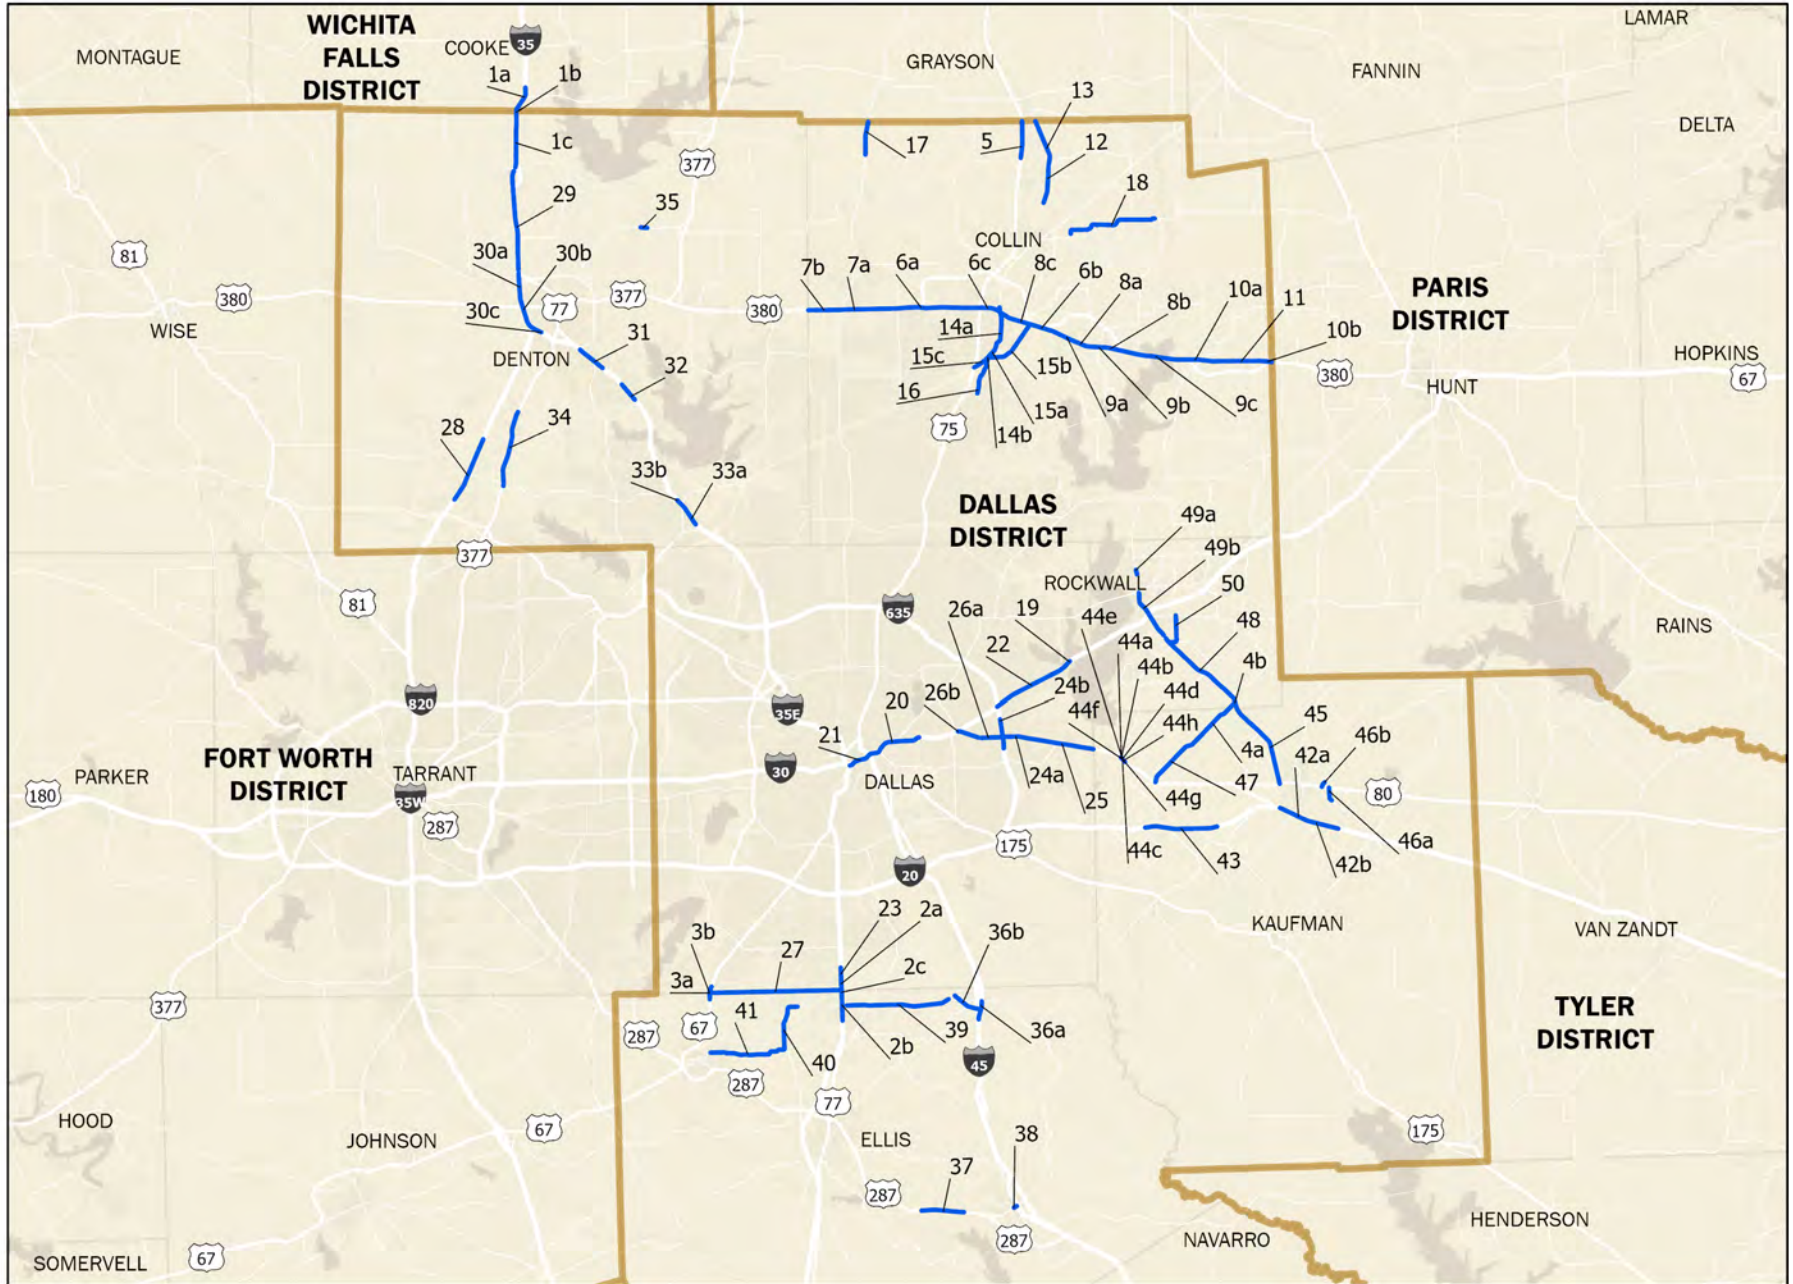 LAMAR
WICHITA
FALLS
DISTRICT
COOKE
35
MONTAGUE
GRAYSON
FANNIN
1a
1b
13
DELTA
1c
17
5
12
377
18
29
35
COLLIN
81
30a
30b
7b
7a
6a
6c
8c
6b
8a
8b
10a
11
PARIS
DISTRICT
380
377
77
380
30c
10b
WISE
14a
31
DENTON
15c
15b
HOPKINS
32
380
67
16
HUNT
15a
9a
9b
9c
28
34
75
14b
33b
33a
DALLAS
DISTRICT
49a
49b
377
ROCKWALL
50
81
635
26a
19
44e
48
RAINS
22
44a
44b
4b
820
35E
26b
24b
44d
20
44f
44h
45
21
4a
42a
46b
FORT WORTH
DISTRICT
PARKER
TARRANT
30
DALLAS
24a
47
80
180
35W
25
44g
287
175
44c
43
42b
46a
20
23
2a
KAUFMAN
VAN ZANDT
3b
27
36b
2c
3a
377
41
67
TYLER
DISTRICT
287
39
36a
40
2b
45
287
77
HOOD
67
JOHNSON
ELLIS
38
175
37
287
HENDERSON
287
NAVARRO
67
SOMERVELL